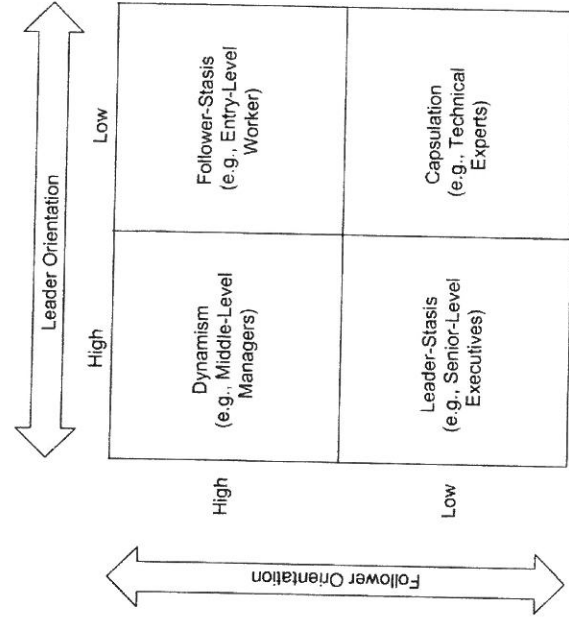 Leader Orientation
High
Low
Follower Orientation
High
Dynamism
(e.g., Middle-Level
Managers)
Follower-Stasis
(e.g., Entry-Level
Worker)
Low
Leader-Stasis
(e.g., Senior-Level
Executives)
Capsulation
(e.g., Technical
Experts)